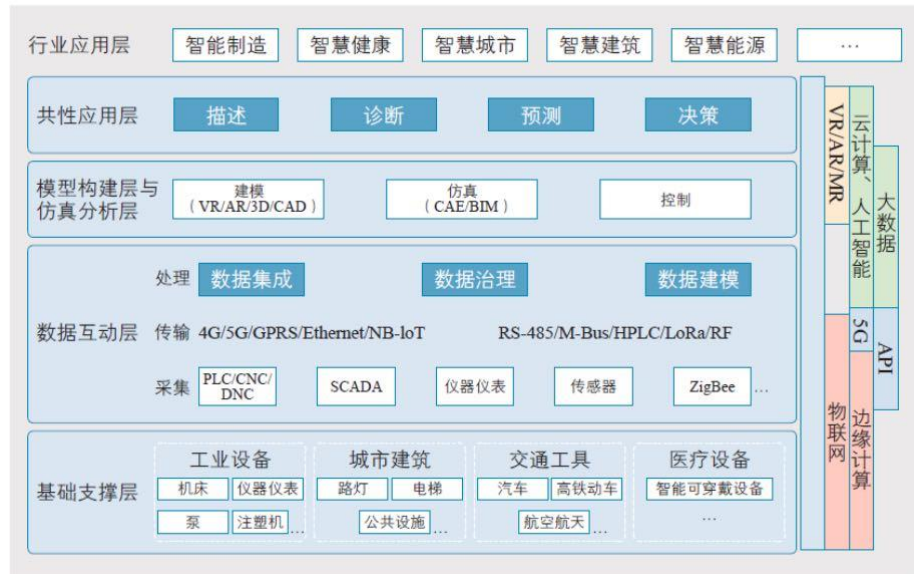 行业应用层 智能制造 智慧健康 智慧城市 智慧建筑 智慧能源 …
共性应用层 描述 诊断 预测 决策
模型构建层与
仿真分析层
建模
（VR/AR/3D/CAD）
仿真
（CAE/BIM）
控制
数据互动层
处理 数据集成 数据治理 数据建模
传输 4G/5G/GPRS/Ethernet/NB-loT RS-485/M-Bus/HPLC/LoRa/RF
采集
PLC/CNC/
DNC
SCADA 仪器仪表 传感器 ZigBee …
基础支撑层
工业设备
机床 仪器仪表
泵 注塑机 …
城市建筑
路灯 电梯
公共设施 …
交通工具
汽车 高铁动车
航空航天 …
医疗设备
智能可穿戴设备
…
VR/AR/MR
物联网
云计算、人工智能
5G
边缘计算
大数据
API